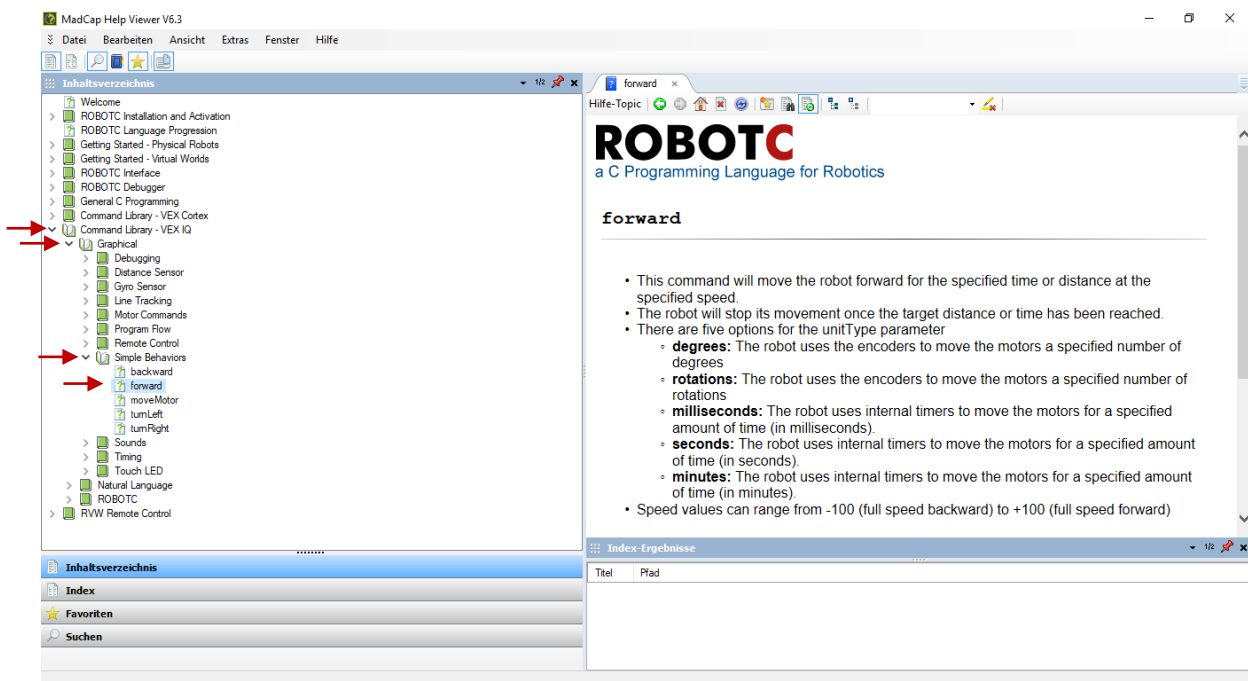 MadCap Help Viewer V6.3
Datei Bearbeiten Ansicht Extras Fenster Hilfe
Inhaltsverzeichnis
1/2
Welcome
ROBOTC Installation and Activation
ROBOTC Language Progression
Getting Started - Physical Robots
Getting Started - Virtual Worlds
ROBOTC Interface
ROBOTC Debugger
General C Programming
Command Library - VEX Cortex
Command Library - VEX IQ
Graphical
Debugging
Distance Sensor
Gyro Sensor
Line Tracking
Motor Commands
Program Flow
Remote Control
Simple Behaviors
backward
forward
moveMotor
turnLeft
turnRight
Sounds
Timing
Touch LED
Natural Language
ROBOTC
RVW Remote Control
Inhaltsverzeichnis
Index
Favoriten
Suchen
forward
Hilfe-Topic
ROBOTC
a C Programming Language for Robotics
forward
• This command will move the robot forward for the specified time or distance at the
specified speed.
• The robot will stop its movement once the target distance or time has been reached.
• There are five options for the unitType parameter
◦ degrees: The robot uses the encoders to move the motors a specified number of
degrees
◦ rotations: The robot uses the encoders to move the motors a specified number of
rotations
◦ milliseconds: The robot uses internal timers to move the motors for a specified
amount of time (in milliseconds).
◦ seconds: The robot uses internal timers to move the motors for a specified amount
of time (in seconds).
◦ minutes: The robot uses internal timers to move the motors for a specified amount
of time (in minutes).
• Speed values can range from -100 (full speed backward) to +100 (full speed forward)
Index-Ergebnisse
1/2
Titel Pfad